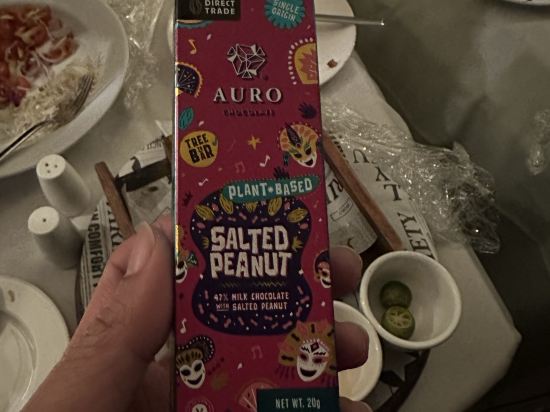 DIRECT
TRADE
SINGLE
ORIGIN
AURO
CHOCOLATE
TREE
TO
BAR
PLANT-BASED
SALTED
PEANUT
47% MILK CHOCOLATE
WITH SALTED PEANUT
NET WT. 20g